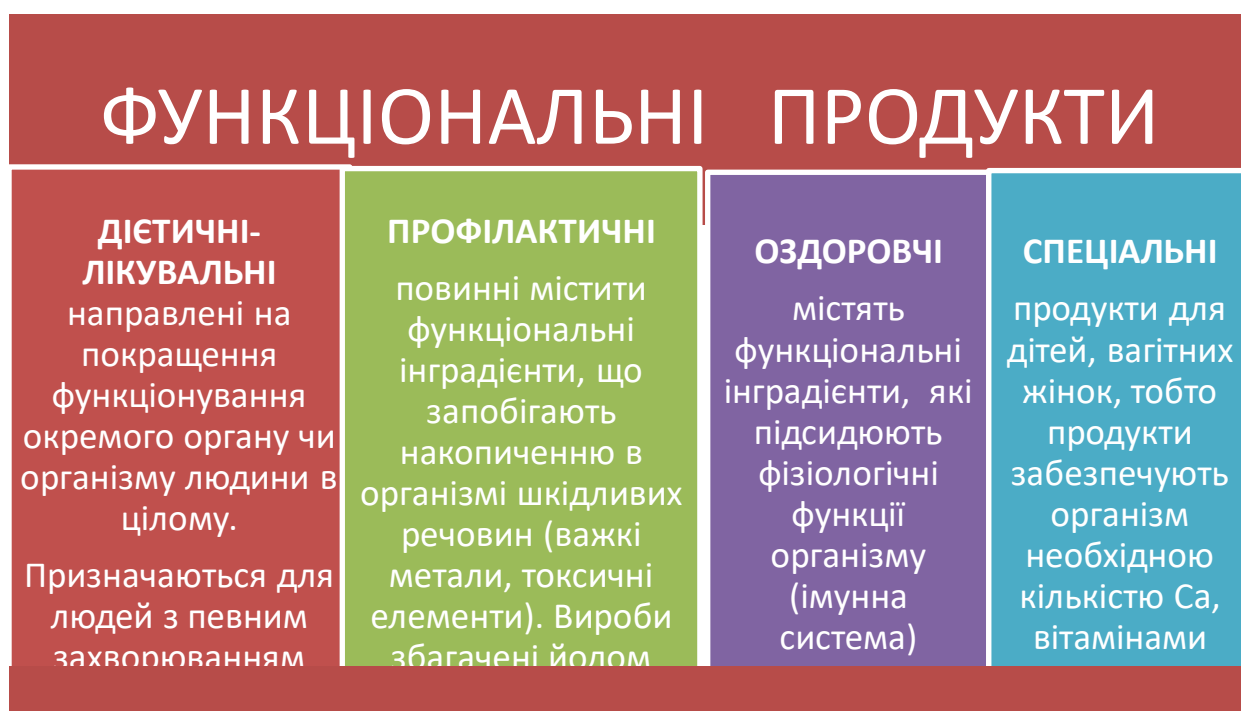 ФУНКЦІОНАЛЬНІ ПРОДУКТИ
ДІЄТИЧНІ-
ЛІКУВАЛЬНІ
направлені на
покращення
функціонування
окремого органу чи
організму людини в
цілому.
Призначаються для
людей з певним
захворюванням
ПРОФІЛАКТИЧНІ
повинні містити
функціональні
інградієнти, що
запобігають
накопиченню в
організмі шкідливих
речовин (важкі
метали, токсичні
елементи). Вироби
збагачені йодом
ОЗДОРОВЧІ
містять
функціональні
інградієнти, які
підсидюють
фізіологічні
функції
організму
(імунна
система)
СПЕЦІАЛЬНІ
продукти для
дітей, вагітних
жінок, тобто
продукти
забезпечують
організм
необхідною
кількістю Са,
вітамінами